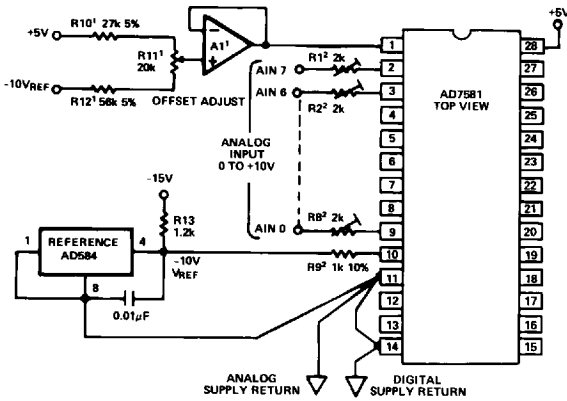 +5V
R10¹ 27k 5%
R11¹
20k
-10VREF
R12¹ 56k 5%
A1¹
OFFSET ADJUST
+5V
AIN 7
R1² 2k
AIN 6
R2² 2k
ANALOG
INPUT
0 TO +10V
AIN 0
R8² 2k
R9² 1k 10%
-15V
R13
1.2k
1
REFERENCE
AD584
4
8
-10V
VREF
0.01μF
AD7581
TOP VIEW
1
2
3
4
5
6
7
8
9
10
11
12
13
14
28
27
26
25
24
23
22
21
20
19
18
17
16
15
ANALOG
SUPPLY RETURN
DIGITAL
SUPPLY RETURN